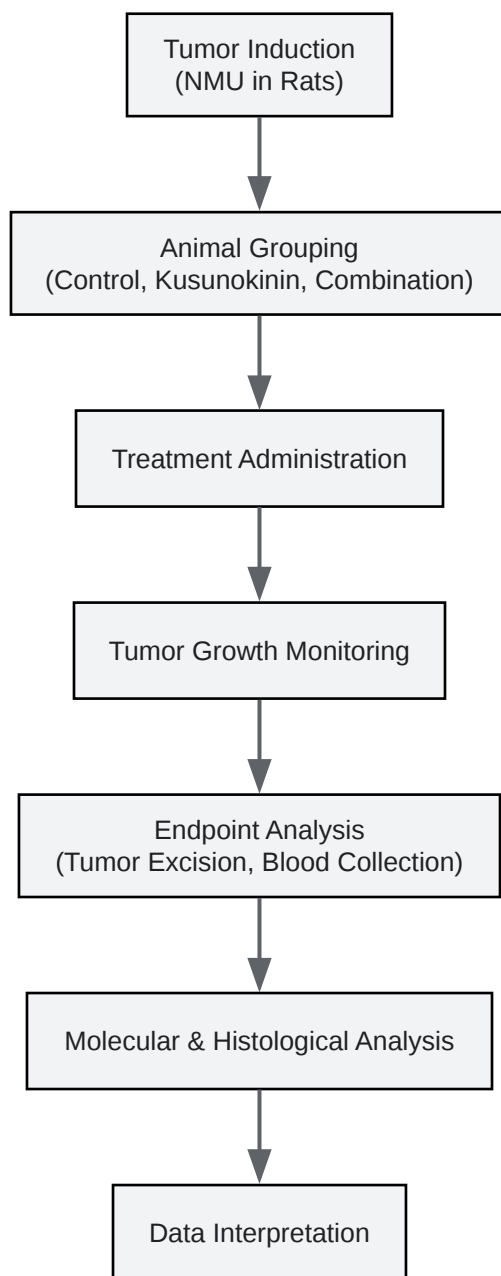 Tumor Induction
(NMU in Rats)
Animal Grouping
(Control, Kusunokinin, Combination)
Treatment Administration
Tumor Growth Monitoring
Endpoint Analysis
(Tumor Excision, Blood Collection)
Molecular & Histological Analysis
Data Interpretation